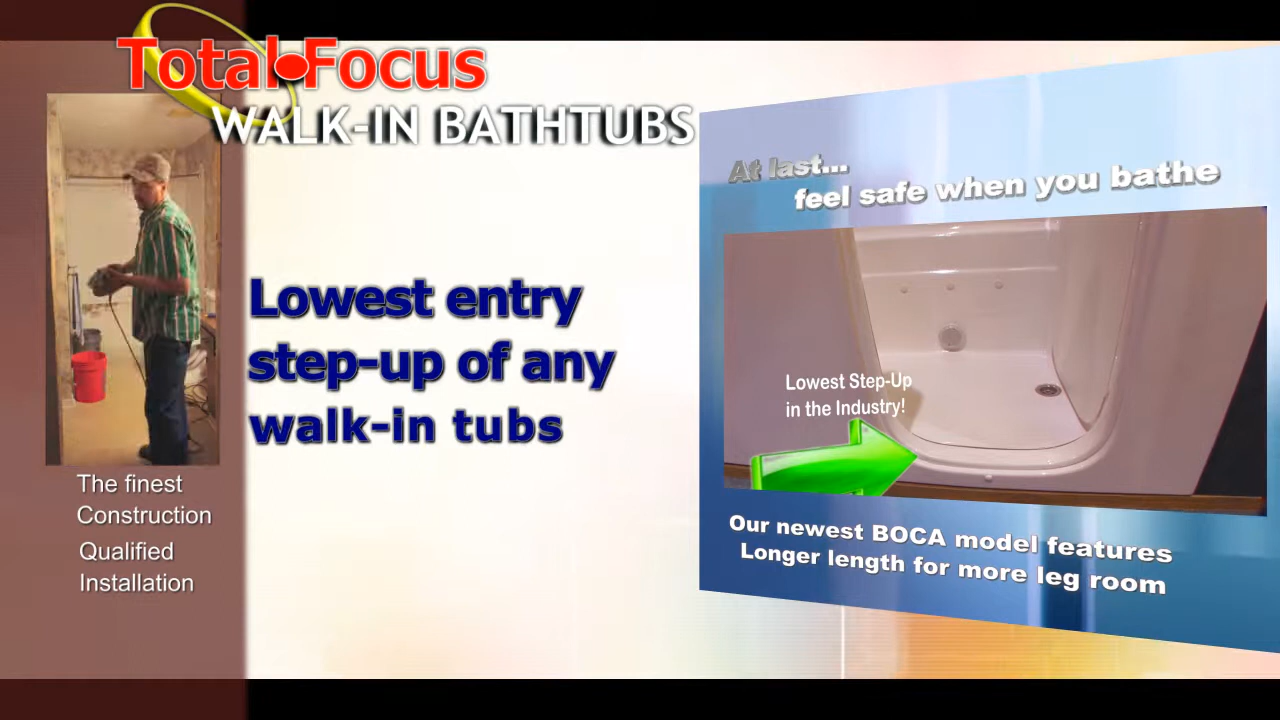 Total Focus
WALK-IN BATHTUBS
At last...
feel safe when you bathe
Lowest entry
step-up of any
walk-in tubs
Lowest Step-Up
in the Industry!
The finest
Construction
Qualified
Installation
Our newest BOCA model features
Longer length for more leg room